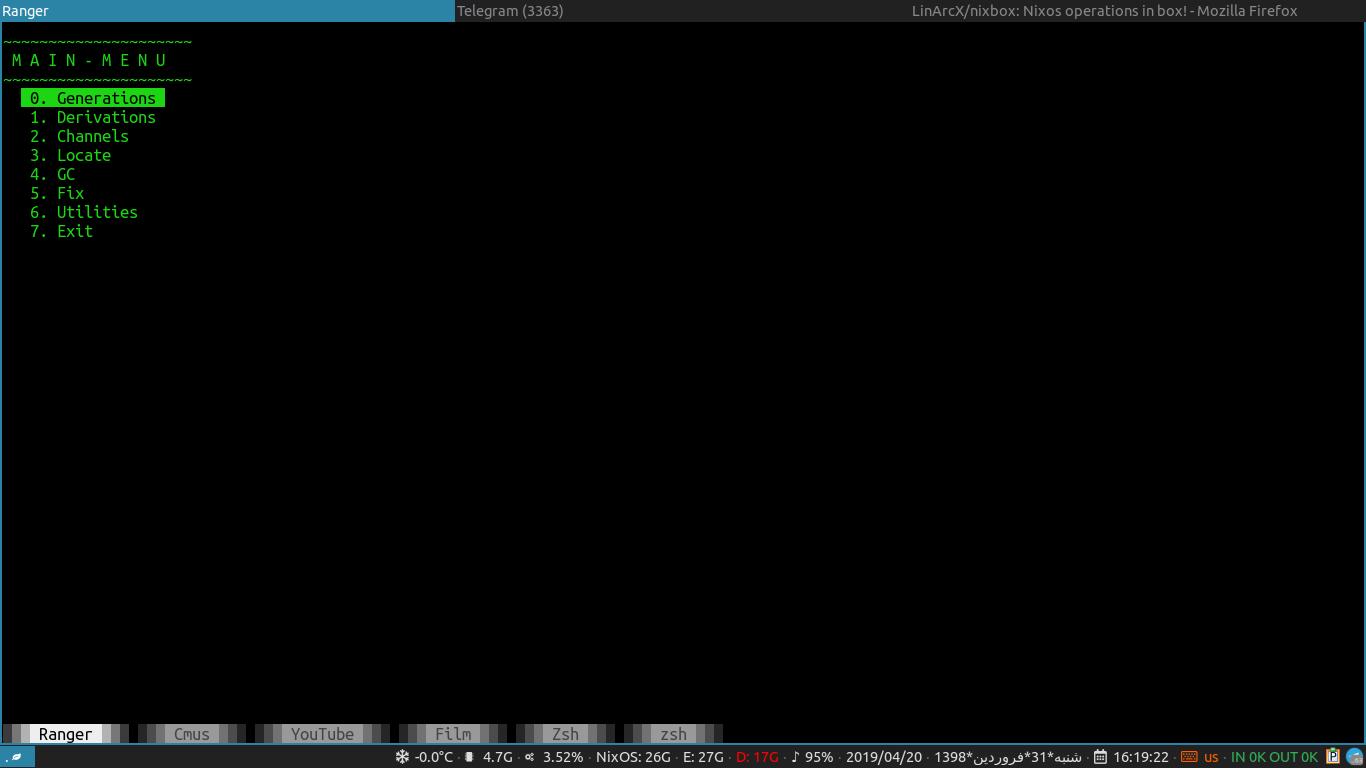 Ranger Telegram (3363) LinArcX/nixbox: Nixos operations in box! - Mozilla Firefox
~~~~~~~~~~~~~~~~~~~~~
M A I N - M E N U
~~~~~~~~~~~~~~~~~~~~~
0. Generations
1. Derivations
2. Channels
3. Locate
4. GC
5. Fix
6. Utilities
7. Exit
Ranger Cmus YouTube Film Zsh zsh
-0.0°C · 4.7G · 3.52% · NixOS: 26G · E: 27G · D: 17G · ♪ 95% · 2019/04/20 · شنبه*31*فروردین*1398 · 16:19:22 · us · IN 0K OUT 0K